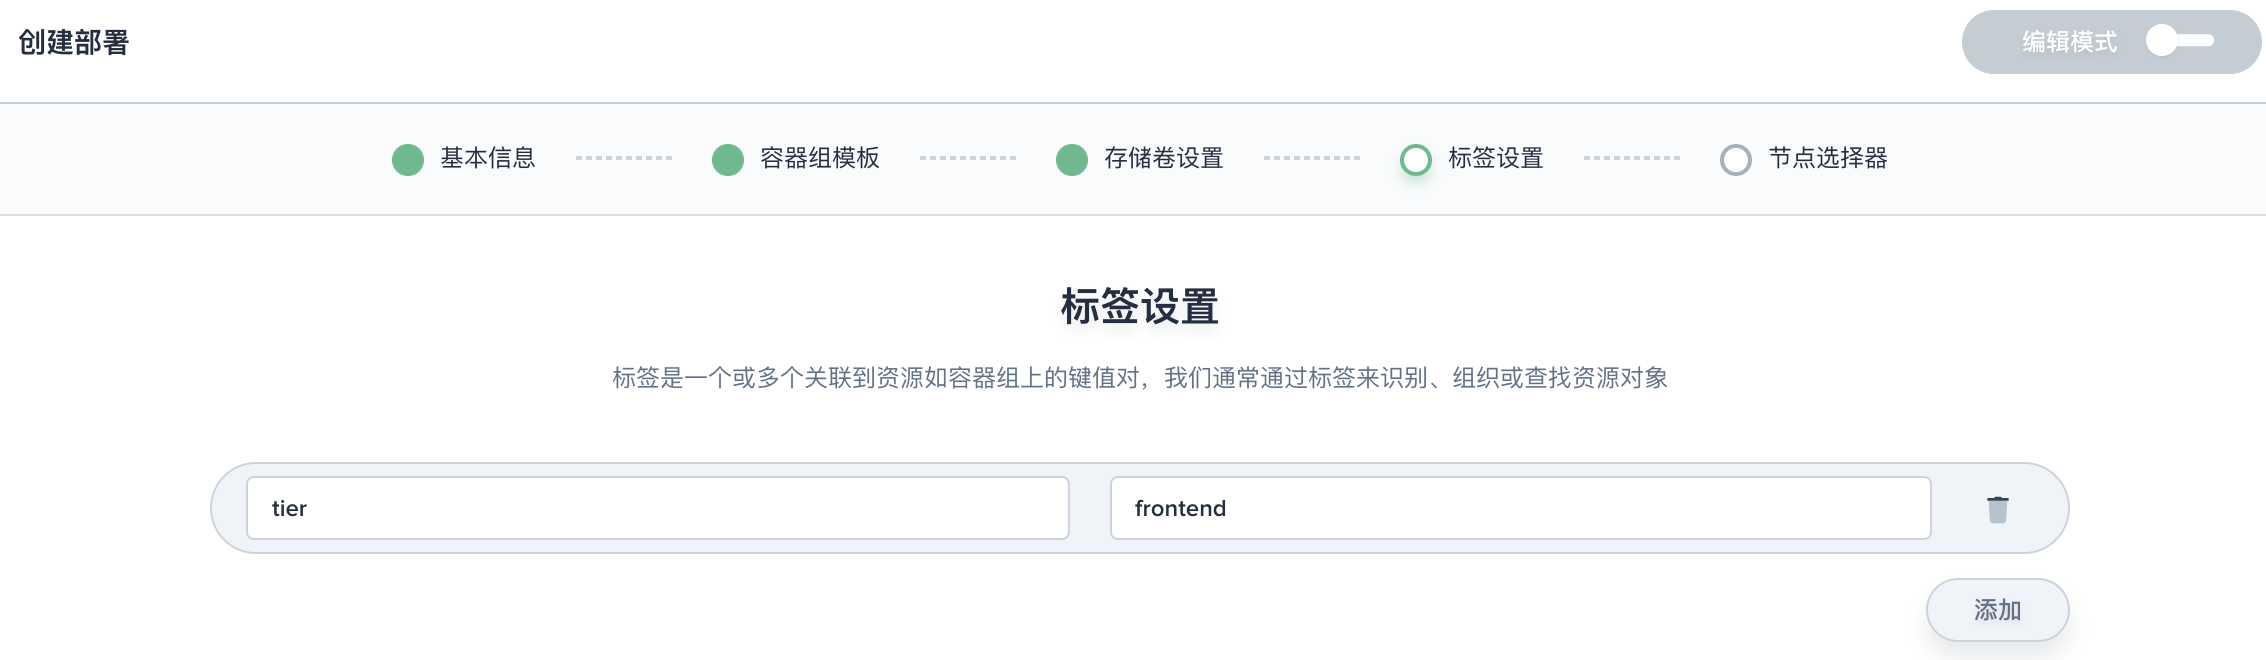 创建部署
编辑模式
基本信息
容器组模板
存储卷设置
标签设置
节点选择器
标签设置
标签是一个或多个关联到资源如容器组上的键值对，我们通常通过标签来识别、组织或查找资源对象
tier
frontend
添加